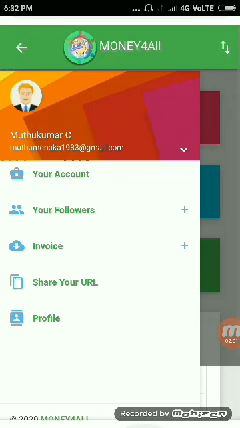 6:32 PM ... 4G VoLTE
MONEY4All
Muthukumar C
Your Account
Your Followers +
Invoice +
Share Your URL
Profile
© 2020 MONEY4ALL
Recorded by Mobizen